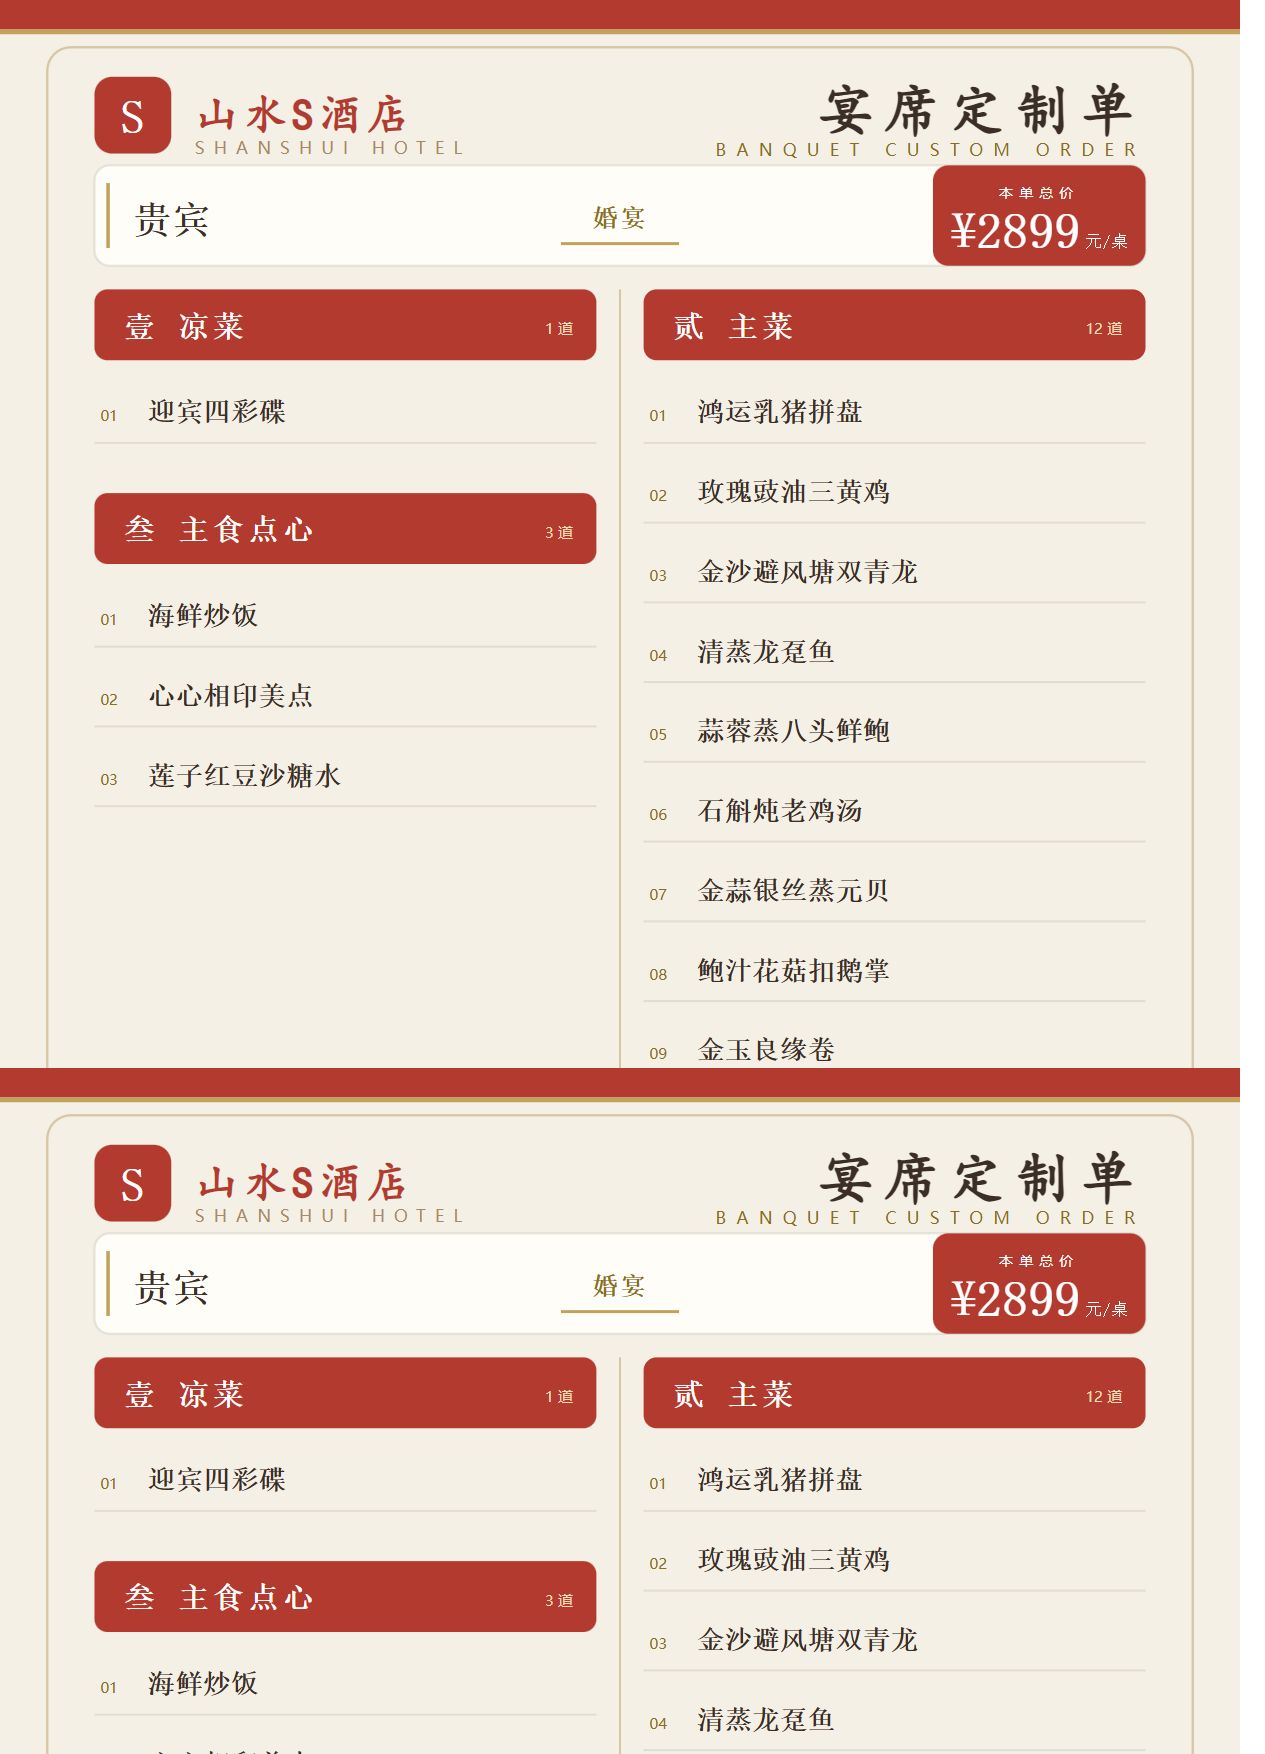 S
山水S酒店
SHANSHUI HOTEL
宴席定制单
BANQUET CUSTOM ORDER
贵宾
婚宴
本单总价
¥2899元/桌
壹 凉菜 1 道
01 迎宾四彩碟
叁 主食点心 3 道
01 海鲜炒饭
02 心心相印美点
03 莲子红豆沙糖水
贰 主菜 12 道
01 鸿运乳猪拼盘
02 玫瑰豉油三黄鸡
03 金沙避风塘双青龙
04 清蒸龙趸鱼
05 蒜蓉蒸八头鲜鲍
06 石斛炖老鸡汤
07 金蒜银丝蒸元贝
08 鲍汁花菇扣鹅掌
09 金玉良缘卷
S
山水S酒店
SHANSHUI HOTEL
宴席定制单
BANQUET CUSTOM ORDER
贵宾
婚宴
本单总价
¥2899元/桌
壹 凉菜 1 道
01 迎宾四彩碟
叁 主食点心 3 道
01 海鲜炒饭
贰 主菜 12 道
01 鸿运乳猪拼盘
02 玫瑰豉油三黄鸡
03 金沙避风塘双青龙
04 清蒸龙趸鱼